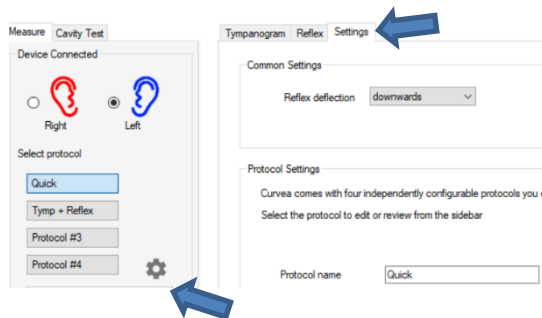 Measure Cavity Test
Device Connected
Right Left
Select protocol
Quick
Tymp + Reflex
Protocol #3
Protocol #4
Tympanogram Reflex Settings
Common Settings
Reflex deflection downwards
Protocol Settings
Curvea comes with four independently configurable protocols you
Select the protocol to edit or review from the sidebar
Protocol name Quick